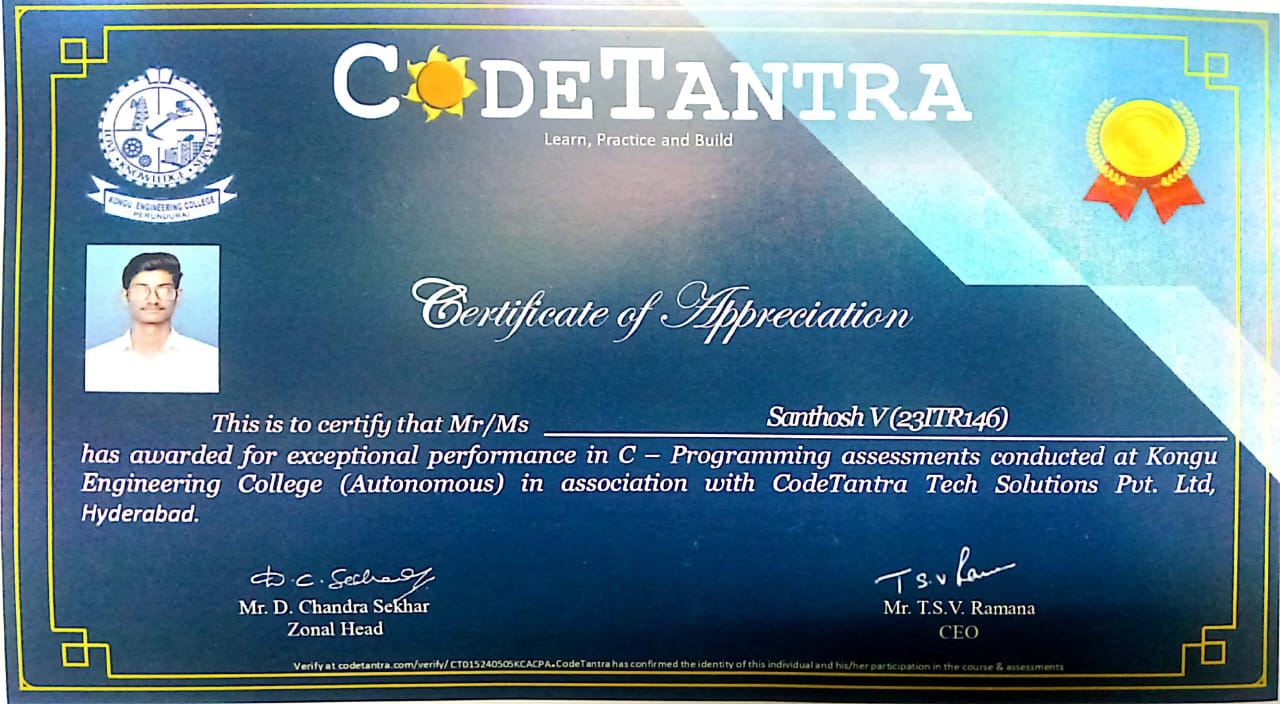 CODETANTRA
Learn, Practice and Build
LOVE · KNOWLEDGE · SERVICE
KONGU ENGINEERING COLLEGE
PERUNDURAI
Certificate of Appreciation
This is to certify that Mr/Ms Santhosh V (23ITR146)
has awarded for exceptional performance in C – Programming assessments conducted at Kongu
Engineering College (Autonomous) in association with CodeTantra Tech Solutions Pvt. Ltd,
Hyderabad.
D. C. Sekhar
T S.V Rama
Mr. D. Chandra Sekhar
Zonal Head
Mr. T.S.V. Ramana
CEO
Verify at codetantra.com/verify/ CT015240505KCACPA. CodeTantra has confirmed the identity of this individual and his/her participation in the course & assessments